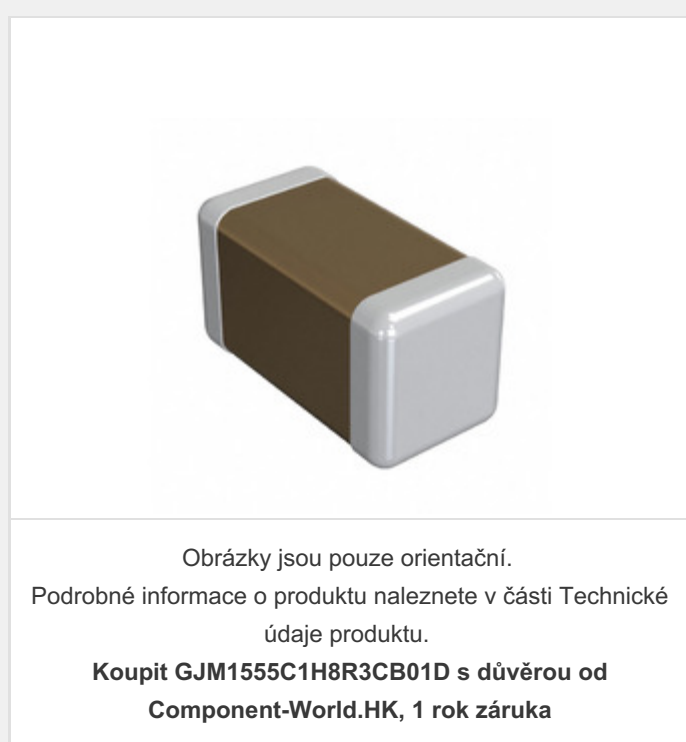 Obrázky jsou pouze orientační.
Podrobné informace o produktu naleznete v části Technické
údaje produktu.
Koupit GJM1555C1H8R3CB01D s důvěrou od
Component-World.HK, 1 rok záruka